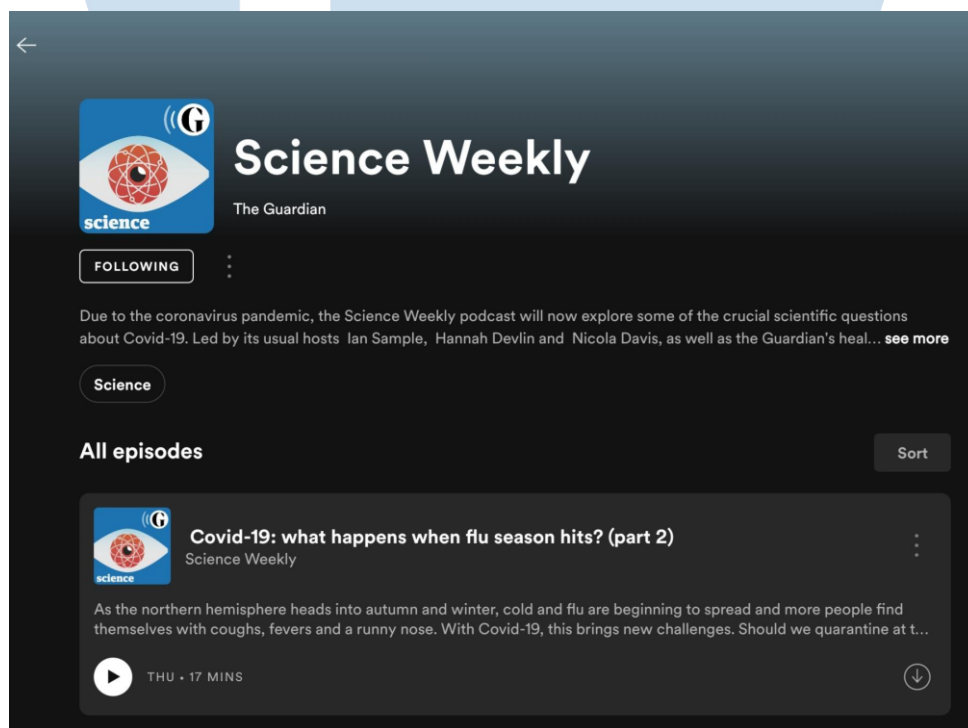 G
Science Weekly
science
The Guardian
FOLLOWING
Due to the coronavirus pandemic, the Science Weekly podcast will now explore some of the crucial scientific questions
about Covid-19. Led by its usual hosts Ian Sample, Hannah Devlin and Nicola Davis, as well as the Guardian's heal... see more
Science
All episodes
Sort
G
science
Covid-19: what happens when flu season hits? (part 2)
Science Weekly
As the northern hemisphere heads into autumn and winter, cold and flu are beginning to spread and more people find
themselves with coughs, fevers and a runny nose. With Covid-19, this brings new challenges. Should we quarantine at t...
THU • 17 MINS